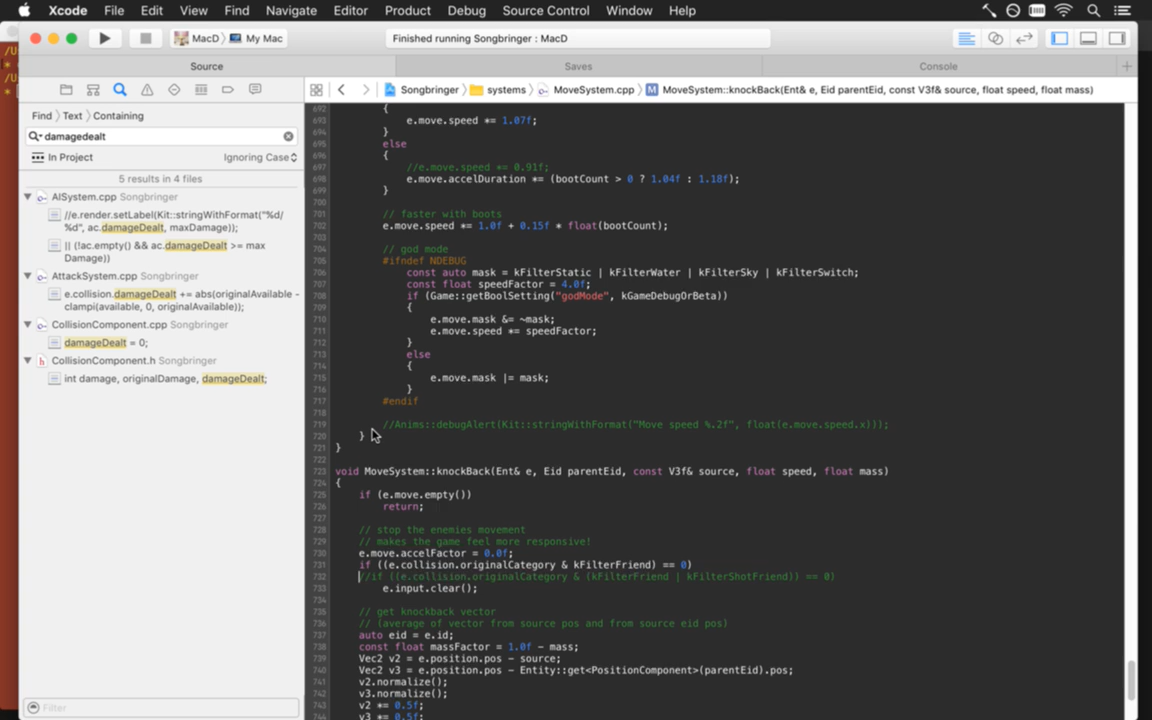 Xcode File Edit View Find Navigate Editor Product Debug Source Control Window Help
MacD My Mac
Finished running Songbringer : MacD
Source Saves Console
Songbringer systems MoveSystem.cpp MoveSystem::knockBack(Ent& e, Eid parentEid, const V3f& source, float speed, float mass)
Find Text Containing
damagedealt
In Project Ignoring Case
5 results in 4 files
AISystem.cpp Songbringer
//e.render.setLabel(Kit::stringWithFormat("%d/
%d", ac.damageDealt, maxDamage));
|| (!ac.empty() && ac.damageDealt >= max
Damage))
AttackSystem.cpp Songbringer
e.collision.damageDealt += abs(originalAvailable -
clampi(available, 0, originalAvailable));
CollisionComponent.cpp Songbringer
damageDealt = 0;
CollisionComponent.h Songbringer
int damage, originalDamage, damageDealt;
Filter
692 {
693 e.move.speed *= 1.07f;
694 }
695 else
696 {
697 //e.move.speed *= 0.91f;
698 e.move.accelDuration *= (bootCount > 0 ? 1.04f : 1.18f);
699 }
700
701 // faster with boots
702 e.move.speed *= 1.0f + 0.15f * float(bootCount);
703
704 // god mode
705 #ifndef NDEBUG
706 const auto mask = kFilterStatic | kFilterWater | kFilterSky | kFilterSwitch;
707 const float speedFactor = 4.0f;
708 if (Game::getBoolSetting("godMode", kGameDebugOrBeta))
709 {
710 e.move.mask &= ~mask;
711 e.move.speed *= speedFactor;
712 }
713 else
714 {
715 e.move.mask |= mask;
716 }
717 #endif
718
719 //Anims::debugAlert(Kit::stringWithFormat("Move speed %.2f", float(e.move.speed.x)));
720 }
721 }
722
723 void MoveSystem::knockBack(Ent& e, Eid parentEid, const V3f& source, float speed, float mass)
724 {
725 if (e.move.empty())
726 return;
727
728 // stop the enemies movement
729 // makes the game feel more responsive!
730 e.move.accelFactor = 0.0f;
731 if ((e.collision.originalCategory & kFilterFriend) == 0)
732 //if ((e.collision.originalCategory & (kFilterFriend | kFilterShotFriend)) == 0)
733 e.input.clear();
734
735 // get knockback vector
736 // (average of vector from source pos and from source eid pos)
737 auto eid = e.id;
738 const float massFactor = 1.0f - mass;
739 Vec2 v2 = e.position.pos - source;
740 Vec2 v3 = e.position.pos - Entity::get<PositionComponent>(parentEid).pos;
741 v2.normalize();
742 v3.normalize();
743 v2 *= 0.5f;
744 v3 *= 0.5f;